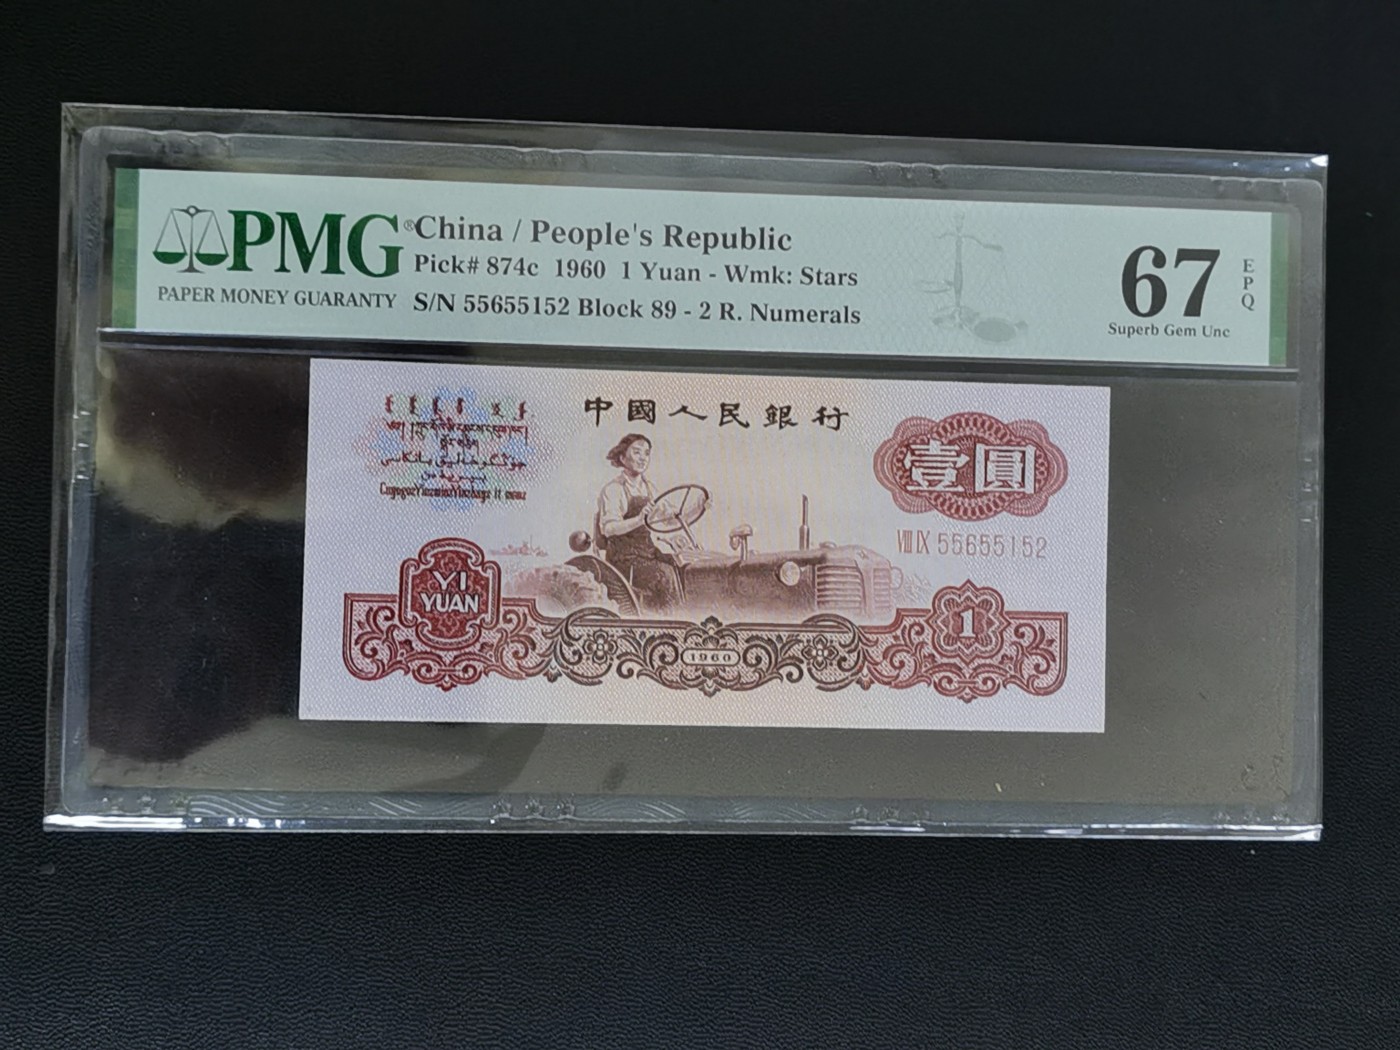 PMG®
PAPER MONEY GUARANTY
China / People's Republic
Pick# 874c 1960 1 Yuan - Wmk: Stars
S/N 55655152 Block 89 - 2 R. Numerals
67
EPQ
Superb Gem Unc
中國人民銀行
壹圓
VIII IX 55655152
YI
YUAN
1960
1